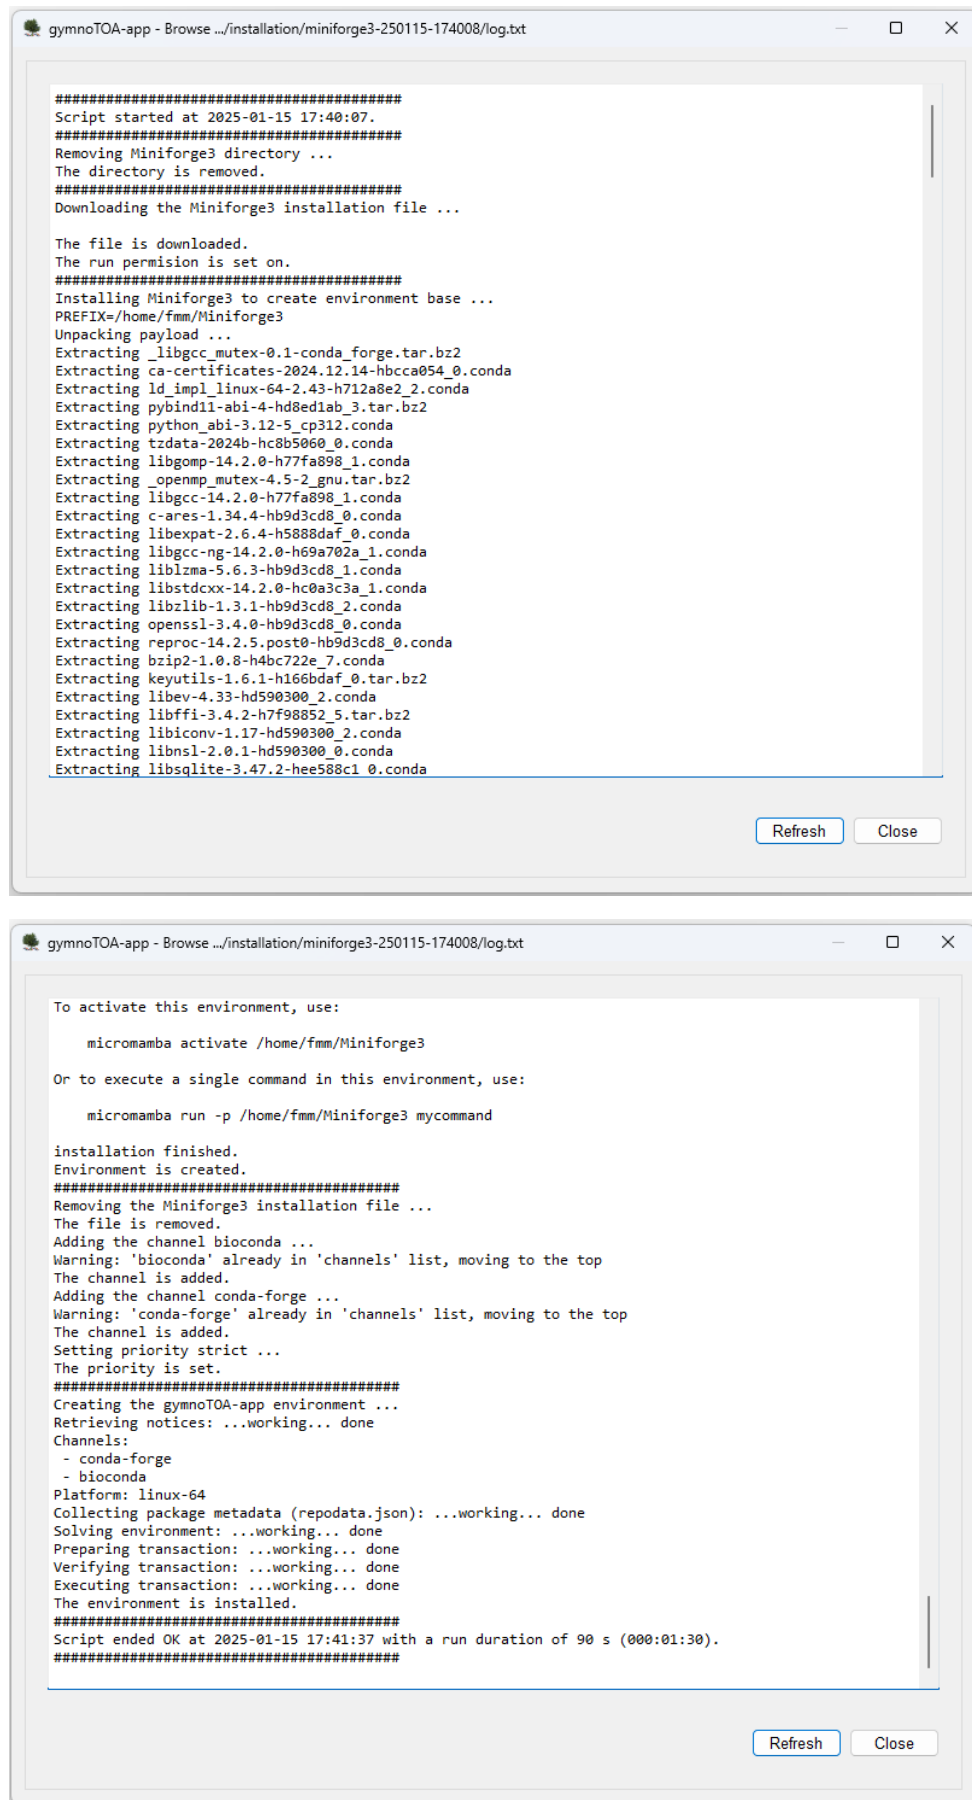 gymnoTOA-app - Browse .../installation/miniforge3-250115-174008/log.txt
#########################################
Script started at 2025-01-15 17:40:07.
#########################################
Removing Miniforge3 directory ...
The directory is removed.
#########################################
Downloading the Miniforge3 installation file ...
The file is downloaded.
The run permision is set on.
#########################################
Installing Miniforge3 to create environment base ...
PREFIX=/home/fmm/Miniforge3
Unpacking payload ...
Extracting _libgcc_mutex-0.1-conda_forge.tar.bz2
Extracting ca-certificates-2024.12.14-hbcca054_0.conda
Extracting ld_impl_linux-64-2.43-h712a8e2_2.conda
Extracting pybind11-abi-4-hd8ed1ab_3.tar.bz2
Extracting python_abi-3.12-5_cp312.conda
Extracting tzdata-2024b-hc8b5060_0.conda
Extracting libgomp-14.2.0-h77fa898_1.conda
Extracting _openmp_mutex-4.5-2_gnu.tar.bz2
Extracting libgcc-14.2.0-h77fa898_1.conda
Extracting c-ares-1.34.4-hb9d3cd8_0.conda
Extracting libexpat-2.6.4-h5888daf_0.conda
Extracting libgcc-ng-14.2.0-h69a702a_1.conda
Extracting liblzma-5.6.3-hb9d3cd8_1.conda
Extracting libstdcxx-14.2.0-hc0a3c3a_1.conda
Extracting libzlib-1.3.1-hb9d3cd8_2.conda
Extracting openssl-3.4.0-hb9d3cd8_0.conda
Extracting reproc-14.2.5.post0-hb9d3cd8_0.conda
Extracting bzip2-1.0.8-h4bc722e_7.conda
Extracting keyutils-1.6.1-h166bdaf_0.tar.bz2
Extracting libev-4.33-hd590300_2.conda
Extracting libffi-3.4.2-h7f98852_5.tar.bz2
Extracting libiconv-1.17-hd590300_2.conda
Extracting libnsl-2.0.1-hd590300_0.conda
Extracting libsqlite-3.47.2-hee588c1_0.conda
Refresh Close
gymnoTOA-app - Browse .../installation/miniforge3-250115-174008/log.txt
To activate this environment, use:
micromamba activate /home/fmm/Miniforge3
Or to execute a single command in this environment, use:
micromamba run -p /home/fmm/Miniforge3 mycommand
installation finished.
Environment is created.
#########################################
Removing the Miniforge3 installation file ...
The file is removed.
Adding the channel bioconda ...
Warning: 'bioconda' already in 'channels' list, moving to the top
The channel is added.
Adding the channel conda-forge ...
Warning: 'conda-forge' already in 'channels' list, moving to the top
The channel is added.
Setting priority strict ...
The priority is set.
#########################################
Creating the gymnoTOA-app environment ...
Retrieving notices: ...working... done
Channels:
- conda-forge
- bioconda
Platform: linux-64
Collecting package metadata (repodata.json): ...working... done
Solving environment: ...working... done
Preparing transaction: ...working... done
Verifying transaction: ...working... done
Executing transaction: ...working... done
The environment is installed.
#########################################
Script ended OK at 2025-01-15 17:41:37 with a run duration of 90 s (000:01:30).
#########################################
Refresh Close